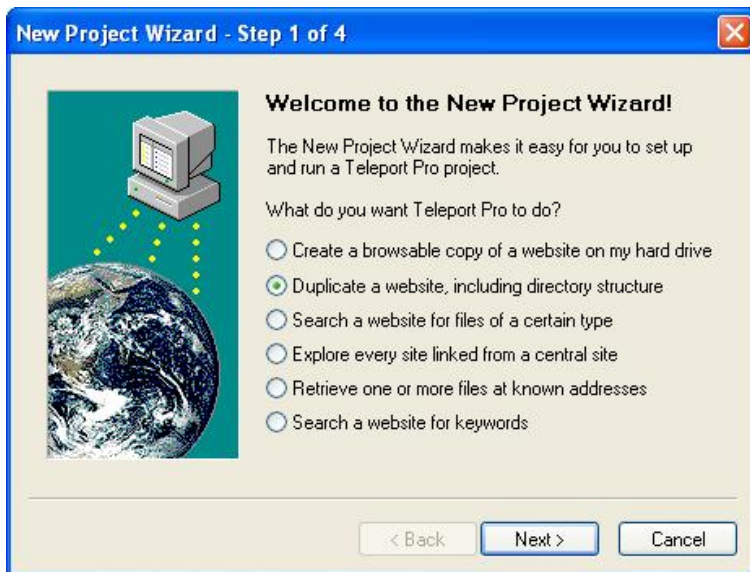 New Project Wizard - Step 1 of 4
Welcome to the New Project Wizard!
The New Project Wizard makes it easy for you to set up
and run a Teleport Pro project.
What do you want Teleport Pro to do?
Create a browsable copy of a website on my hard drive
Duplicate a website, including directory structure
Search a website for files of a certain type
Explore every site linked from a central site
Retrieve one or more files at known addresses
Search a website for keywords
< Back Next > Cancel